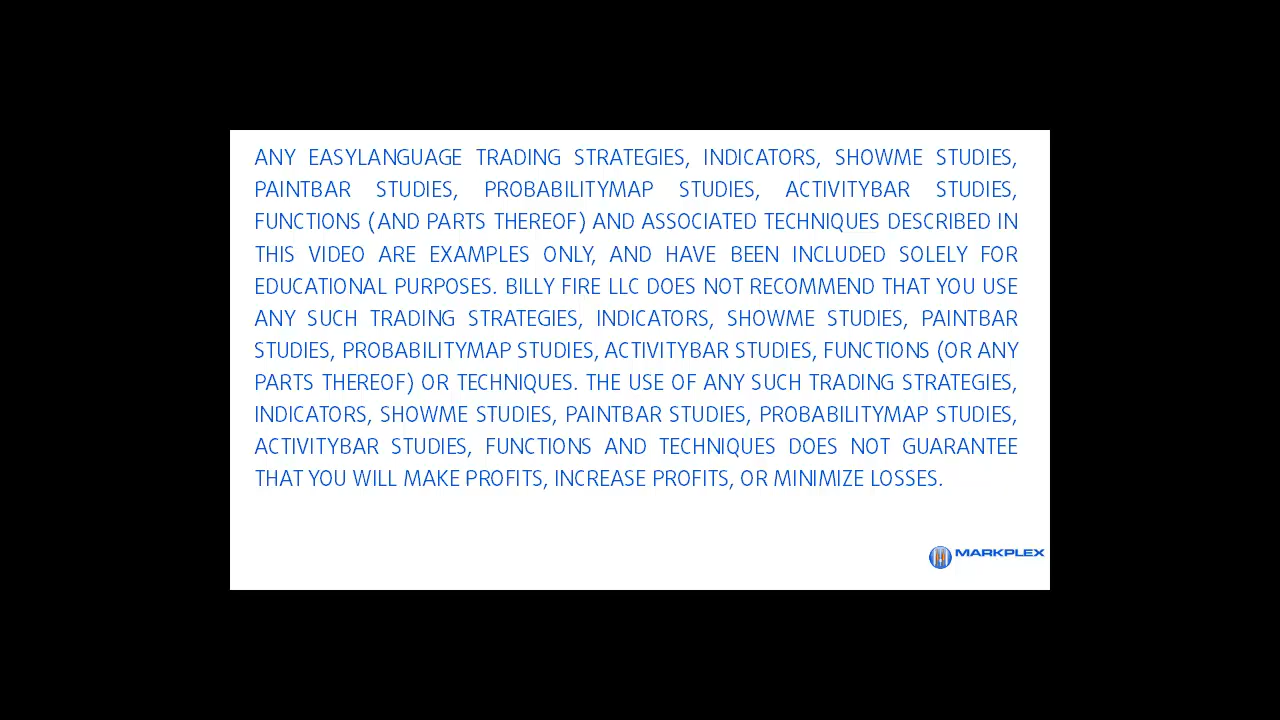 ANY EASYLANGUAGE TRADING STRATEGIES, INDICATORS, SHOWME STUDIES,
PAINTBAR STUDIES, PROBABILITYMAP STUDIES, ACTIVITYBAR STUDIES,
FUNCTIONS (AND PARTS THEREOF) AND ASSOCIATED TECHNIQUES DESCRIBED IN
THIS VIDEO ARE EXAMPLES ONLY, AND HAVE BEEN INCLUDED SOLELY FOR
EDUCATIONAL PURPOSES. BILLY FIRE LLC DOES NOT RECOMMEND THAT YOU USE
ANY SUCH TRADING STRATEGIES, INDICATORS, SHOWME STUDIES, PAINTBAR
STUDIES, PROBABILITYMAP STUDIES, ACTIVITYBAR STUDIES, FUNCTIONS (OR ANY
PARTS THEREOF) OR TECHNIQUES. THE USE OF ANY SUCH TRADING STRATEGIES,
INDICATORS, SHOWME STUDIES, PAINTBAR STUDIES, PROBABILITYMAP STUDIES,
ACTIVITYBAR STUDIES, FUNCTIONS AND TECHNIQUES DOES NOT GUARANTEE
THAT YOU WILL MAKE PROFITS, INCREASE PROFITS, OR MINIMIZE LOSSES.
MARKPLEX